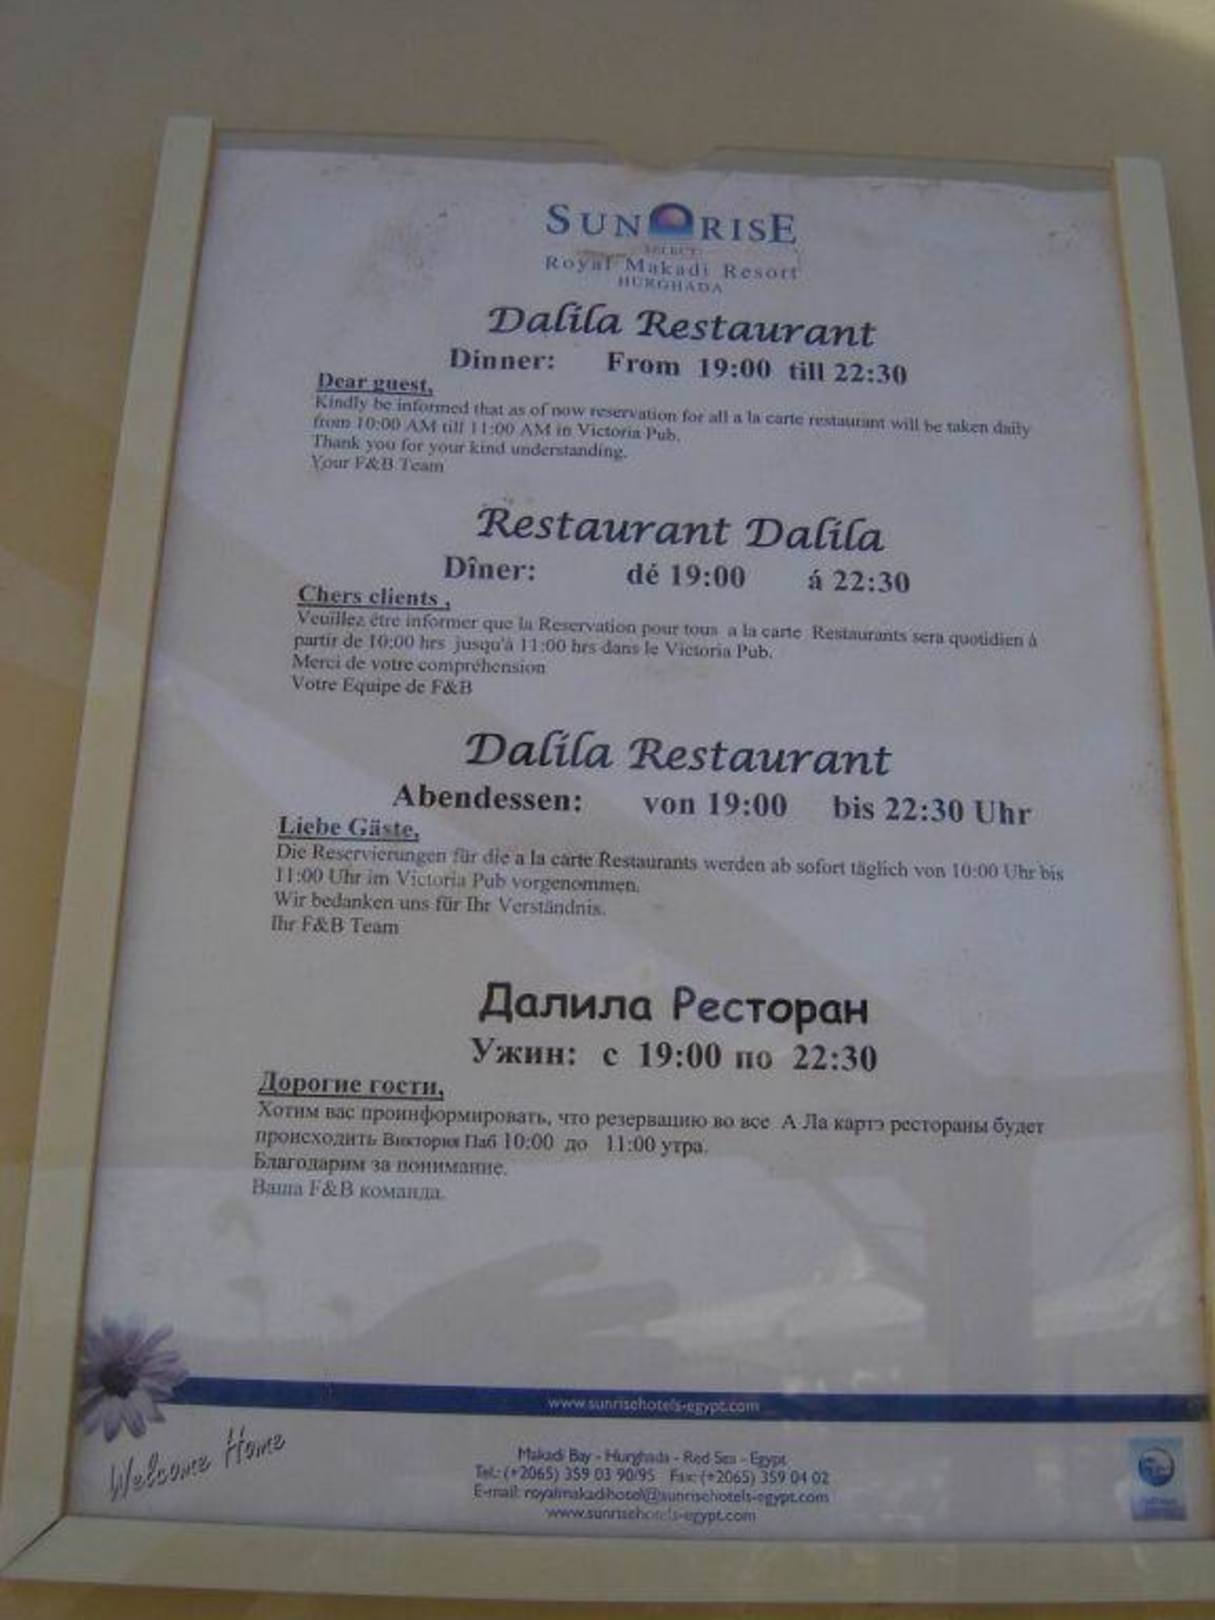 SUNRISE
SELECT
Royal Makadi Resort
HURGHADA
Dalila Restaurant
Dinner: From 19:00 till 22:30
Dear guest,
Kindly be informed that as of now reservation for all a la carte restaurant will be taken daily
from 10:00 AM till 11:00 AM in Victoria Pub.
Thank you for your kind understanding.
Your F&B Team
Restaurant Dalila
Dîner: dé 19:00 á 22:30
Chers clients ,
Veuillez être informer que la Reservation pour tous a la carte Restaurants sera quotidien à
partir de 10:00 hrs jusqu'à 11:00 hrs dans le Victoria Pub.
Merci de votre compréhension
Votre Equipe de F&B
Dalila Restaurant
Abendessen: von 19:00 bis 22:30 Uhr
Liebe Gäste,
Die Reservierungen für die a la carte Restaurants werden ab sofort täglich von 10:00 Uhr bis
11:00 Uhr im Victoria Pub vorgenommen.
Wir bedanken uns für Ihr Verständnis.
Ihr F&B Team
Далила Ресторан
Ужин: с 19:00 по 22:30
Дорогие гости,
Хотим вас проинформировать, что резервацию во все А Ла картэ рестораны будет
происходить Виктория Паб 10:00 до 11:00 утра.
Благодарим за понимание.
Ваша F&B команда.
www.sunrisehotels-egypt.com
Welcome Home
Makadi Bay - Hurghada - Red Sea - Egypt
Tel.: (+2065) 359 03 90/95 Fax: (+2065) 359 04 02
E-mail: royalmakadihotel@sunrisehotels-egypt.com
www.sunrisehotels-egypt.com